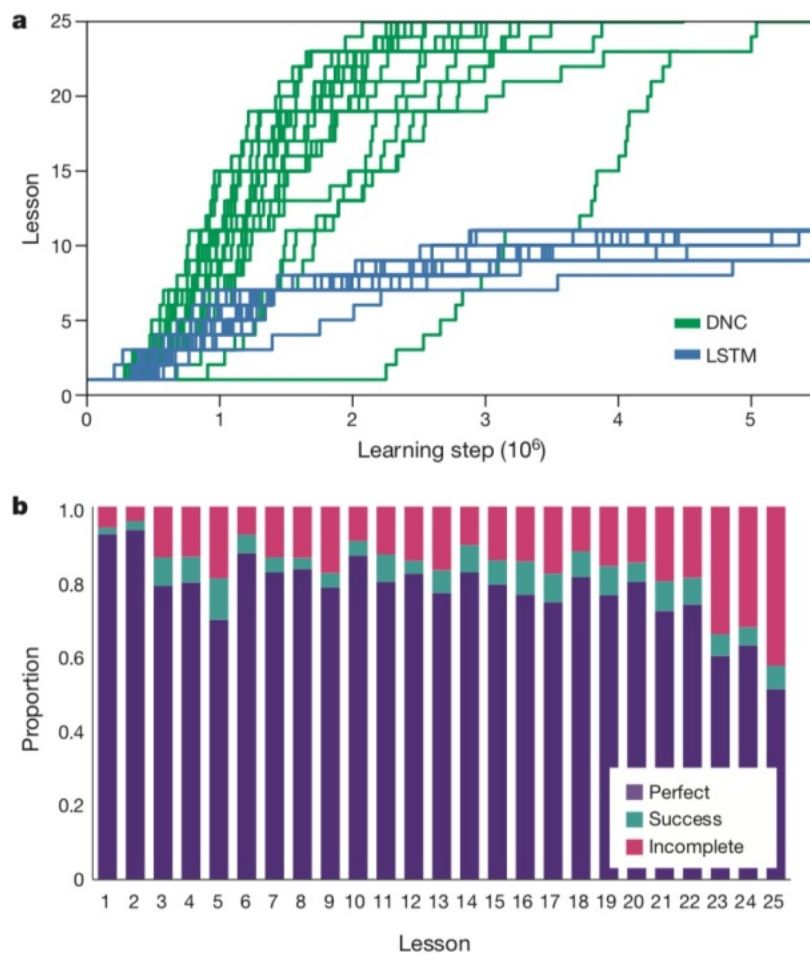 a
25
20
15
10
5
0
Lesson
DNC
LSTM
0 1 2 3 4 5
Learning step (10⁶)
b
1.0
0.8
0.6
0.4
0.2
0
Proportion
Perfect
Success
Incomplete
1 2 3 4 5 6 7 8 9 10 11 12 13 14 15 16 17 18 19 20 21 22 23 24 25
Lesson